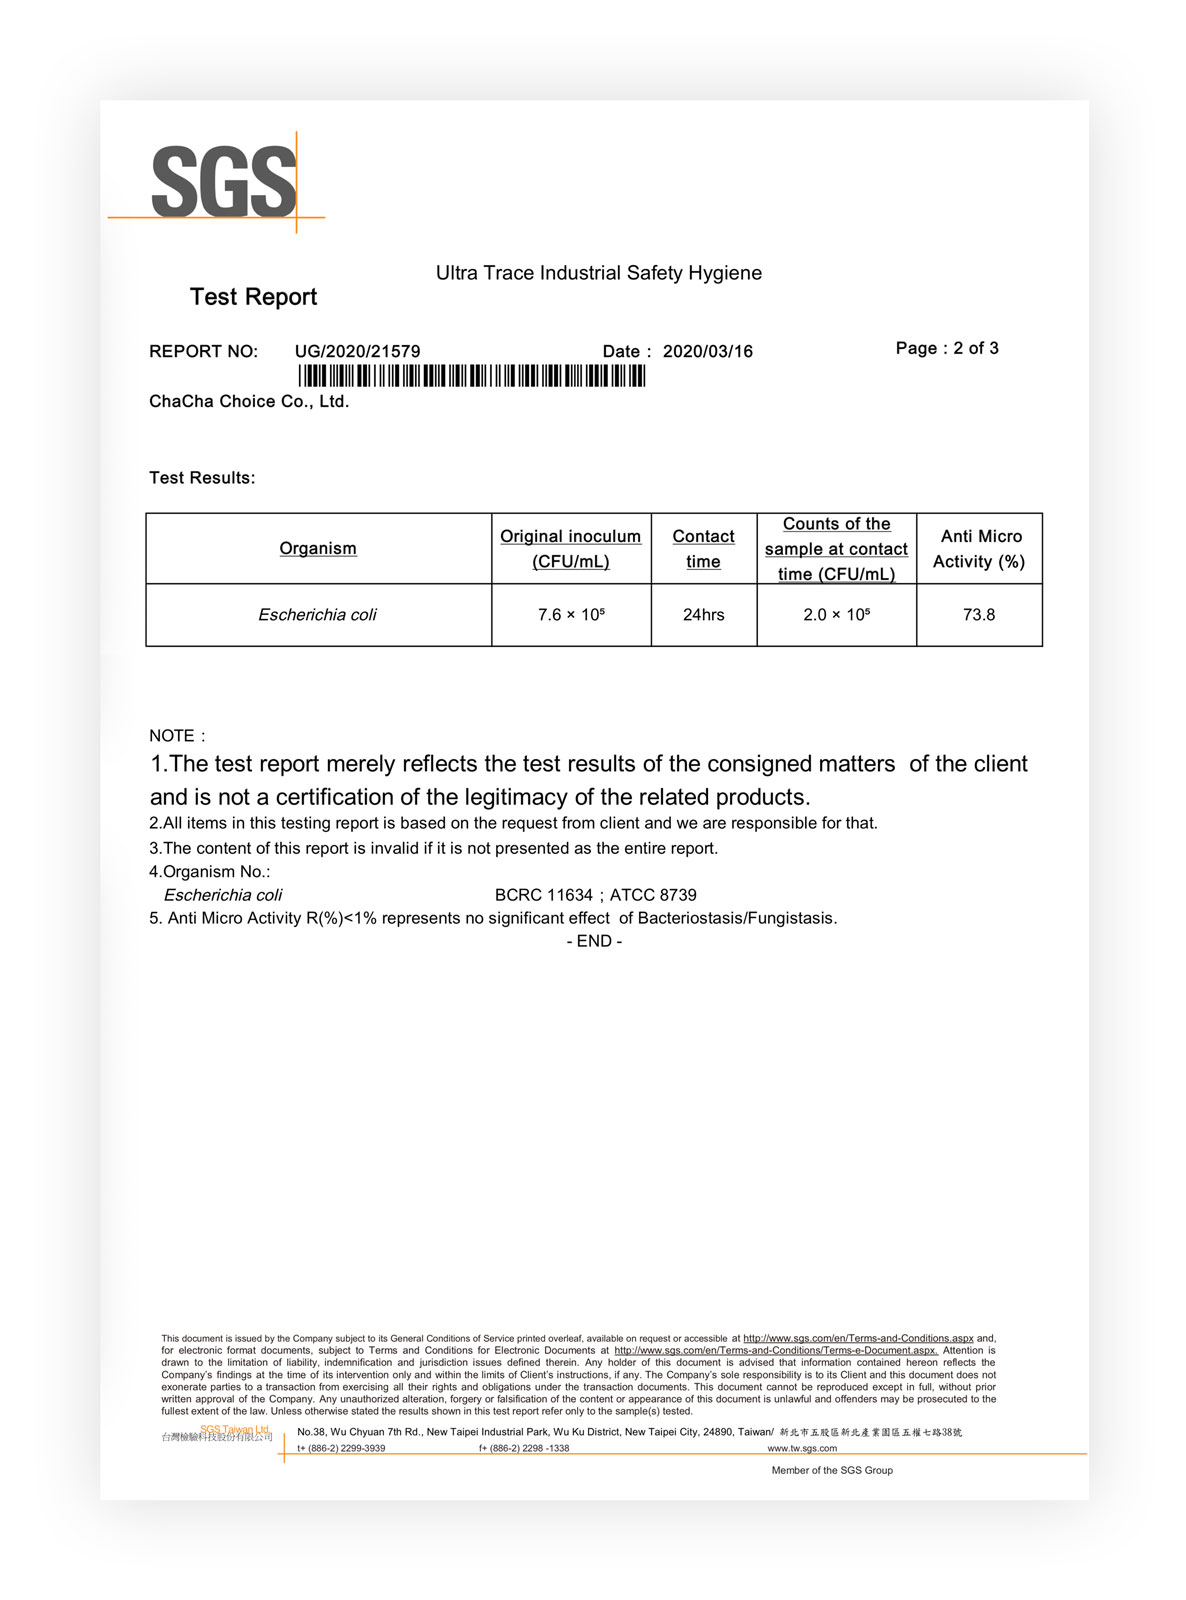 SGS
Ultra Trace Industrial Safety Hygiene
Test Report
REPORT NO: UG/2020/21579 Date : 2020/03/16 Page : 2 of 3
ChaCha Choice Co., Ltd.
Test Results:
Organism Original inoculum (CFU/mL) Contact time Counts of the sample at contact time (CFU/mL) Anti Micro Activity (%)
Escherichia coli 7.6 × 10⁵ 24hrs 2.0 × 10⁵ 73.8
NOTE :
1.The test report merely reflects the test results of the consigned matters of the client
and is not a certification of the legitimacy of the related products.
2.All items in this testing report is based on the request from client and we are responsible for that.
3.The content of this report is invalid if it is not presented as the entire report.
4.Organism No.:
Escherichia coli BCRC 11634 ; ATCC 8739
5. Anti Micro Activity R(%)<1% represents no significant effect of Bacteriostasis/Fungistasis.
- END -
This document is issued by the Company subject to its General Conditions of Service printed overleaf, available on request or accessible at http://www.sgs.com/en/Terms-and-Conditions.aspx and,
for electronic format documents, subject to Terms and Conditions for Electronic Documents at http://www.sgs.com/en/Terms-and-Conditions/Terms-e-Document.aspx. Attention is
drawn to the limitation of liability, indemnification and jurisdiction issues defined therein. Any holder of this document is advised that information contained hereon reflects the
Company's findings at the time of its intervention only and within the limits of Client's instructions, if any. The Company's sole responsibility is to its Client and this document does not
exonerate parties to a transaction from exercising all their rights and obligations under the transaction documents. This document cannot be reproduced except in full, without prior
written approval of the Company. Any unauthorized alteration, forgery or falsification of the content or appearance of this document is unlawful and offenders may be prosecuted to the
fullest extent of the law. Unless otherwise stated the results shown in this test report refer only to the sample(s) tested.
SGS Taiwan Ltd.
台灣檢驗科技股份有限公司
No.38, Wu Chyuan 7th Rd., New Taipei Industrial Park, Wu Ku District, New Taipei City, 24890, Taiwan/ 新北市五股區新北產業園區五權七路38號
t+ (886-2) 2299-3939 f+ (886-2) 2298 -1338 www.tw.sgs.com
Member of the SGS Group